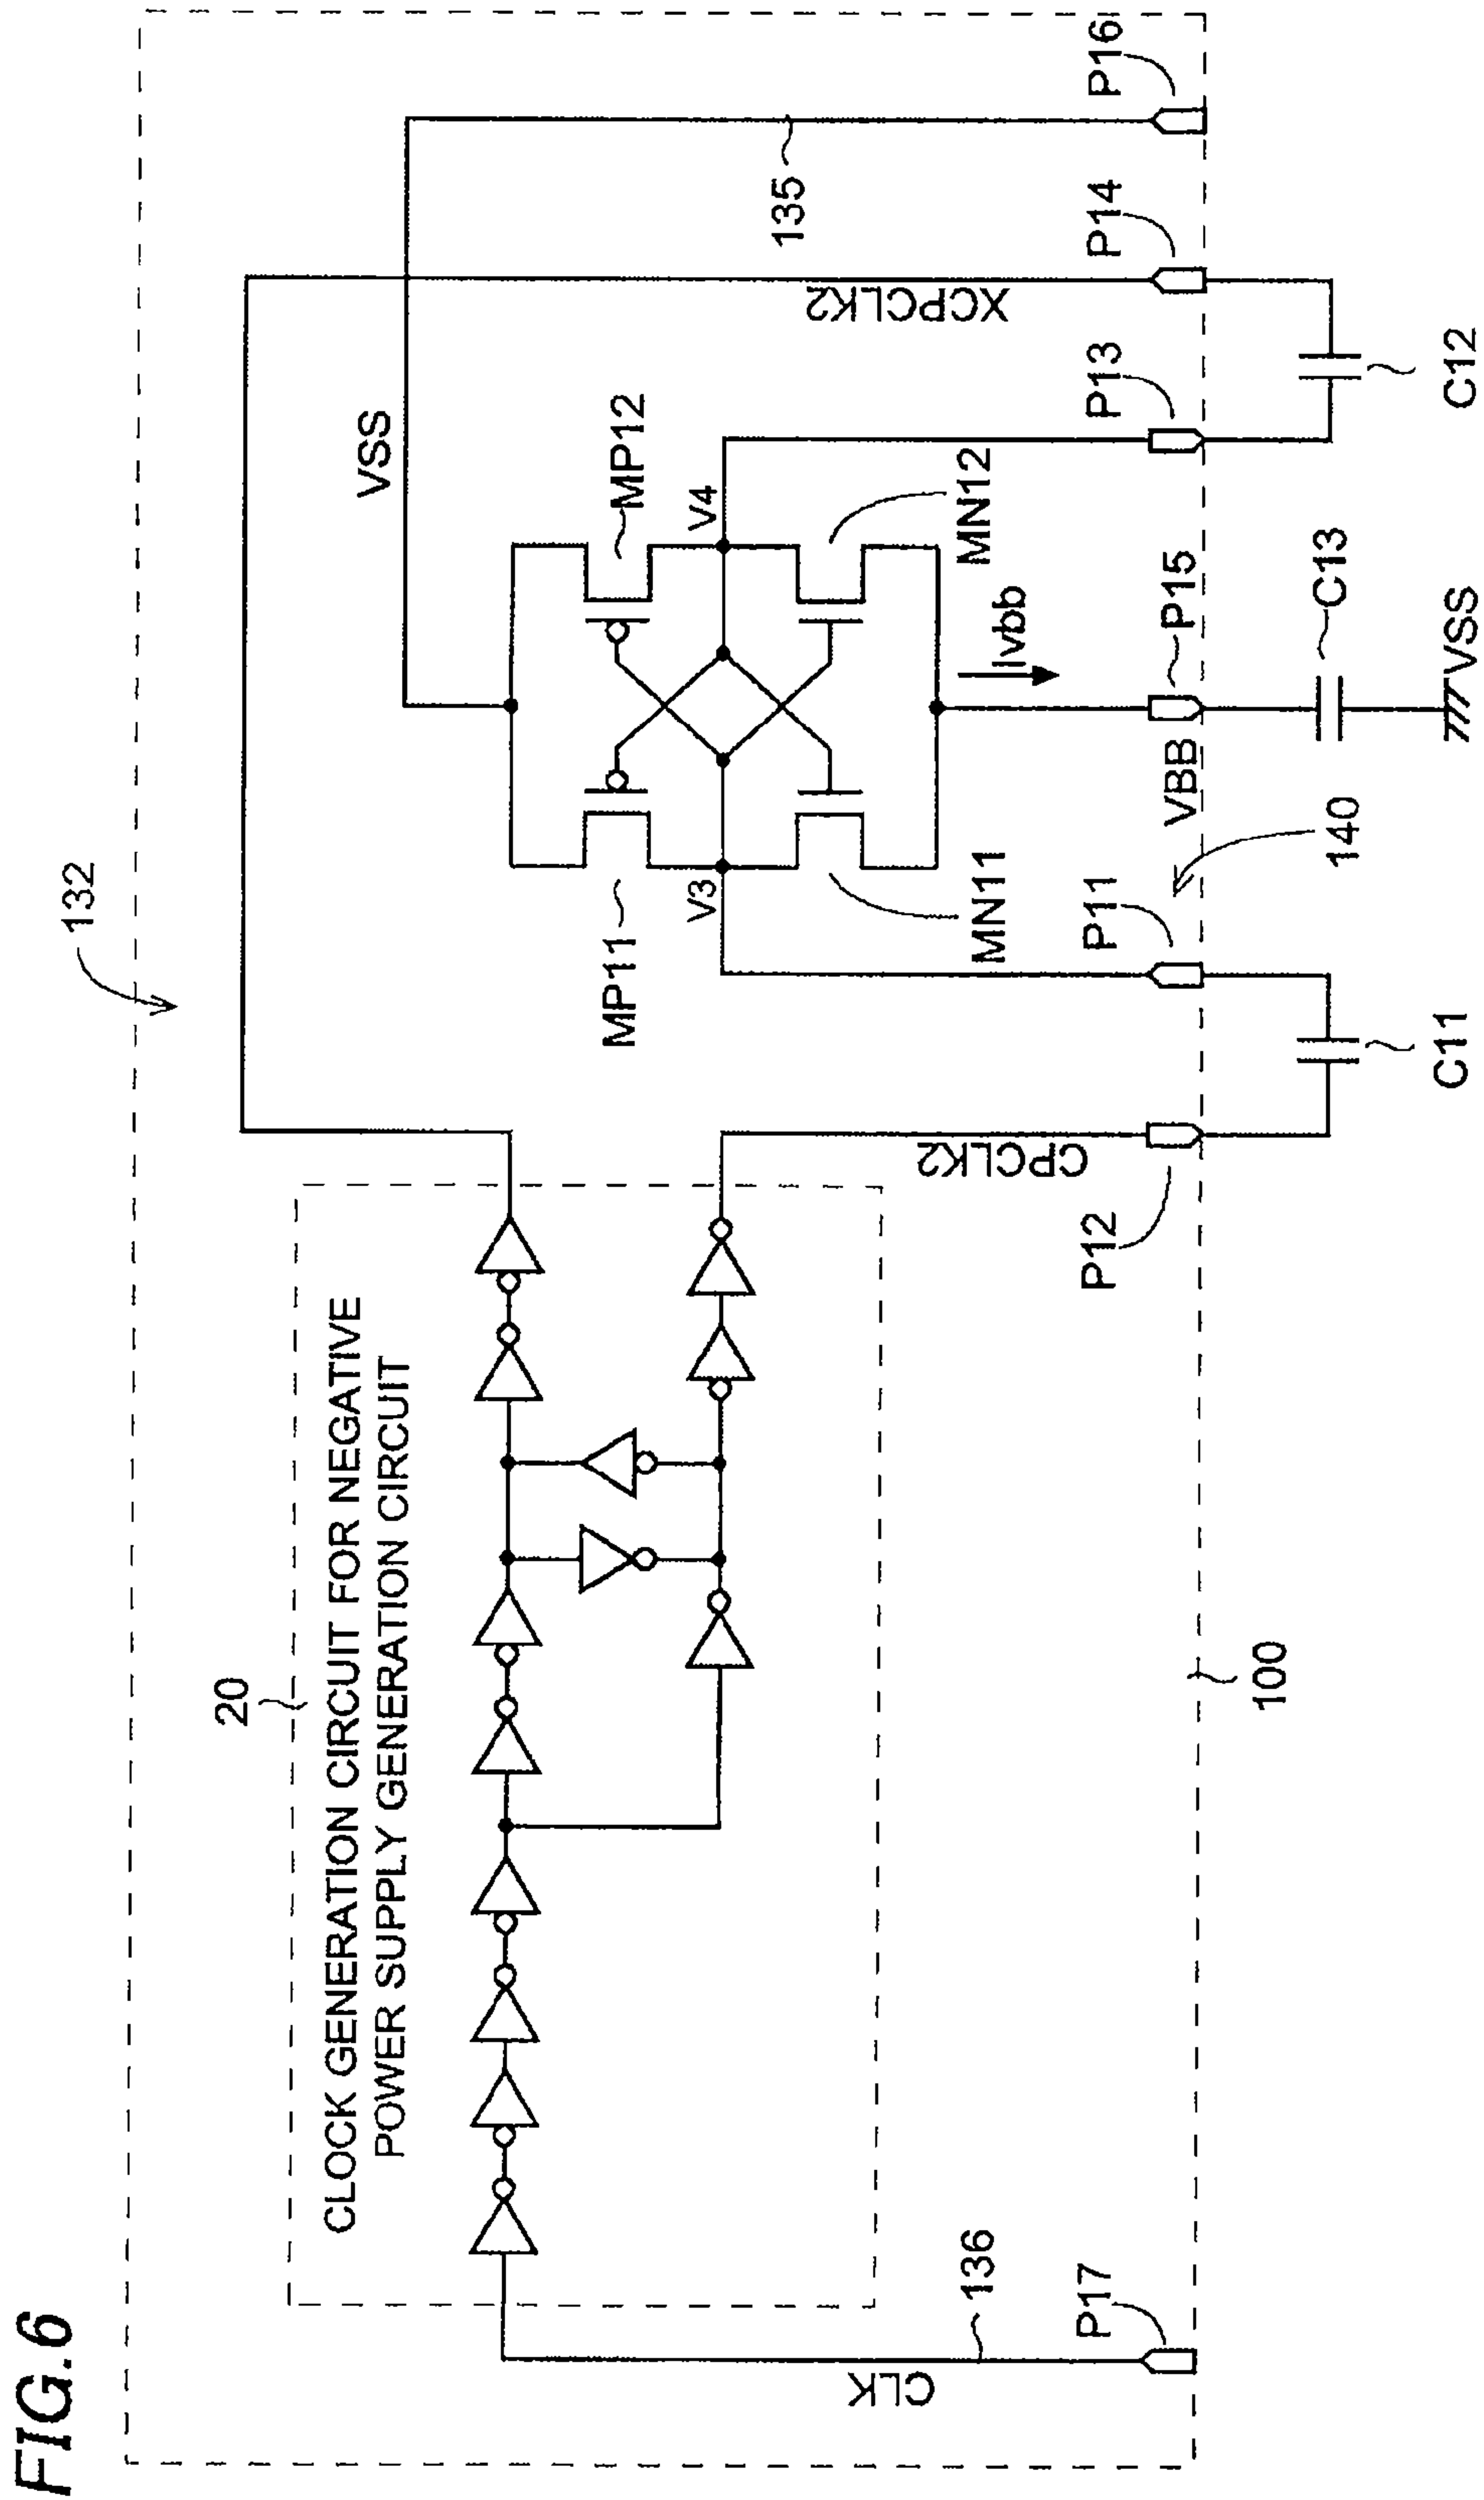 FIG.6
132
20
CLOCK GENERATION CIRCUIT FOR NEGATIVE
POWER SUPPLY GENERATION CIRCUIT
VSS
MP11
MP12
V3
V4
MN11
MN12
Ivbb
135
136
CLK
CPCLK2
XCPCLK2
P17
P12
P11
VBB
P15
P13
P14
P16
140
100
C11
C13
VSS
C12